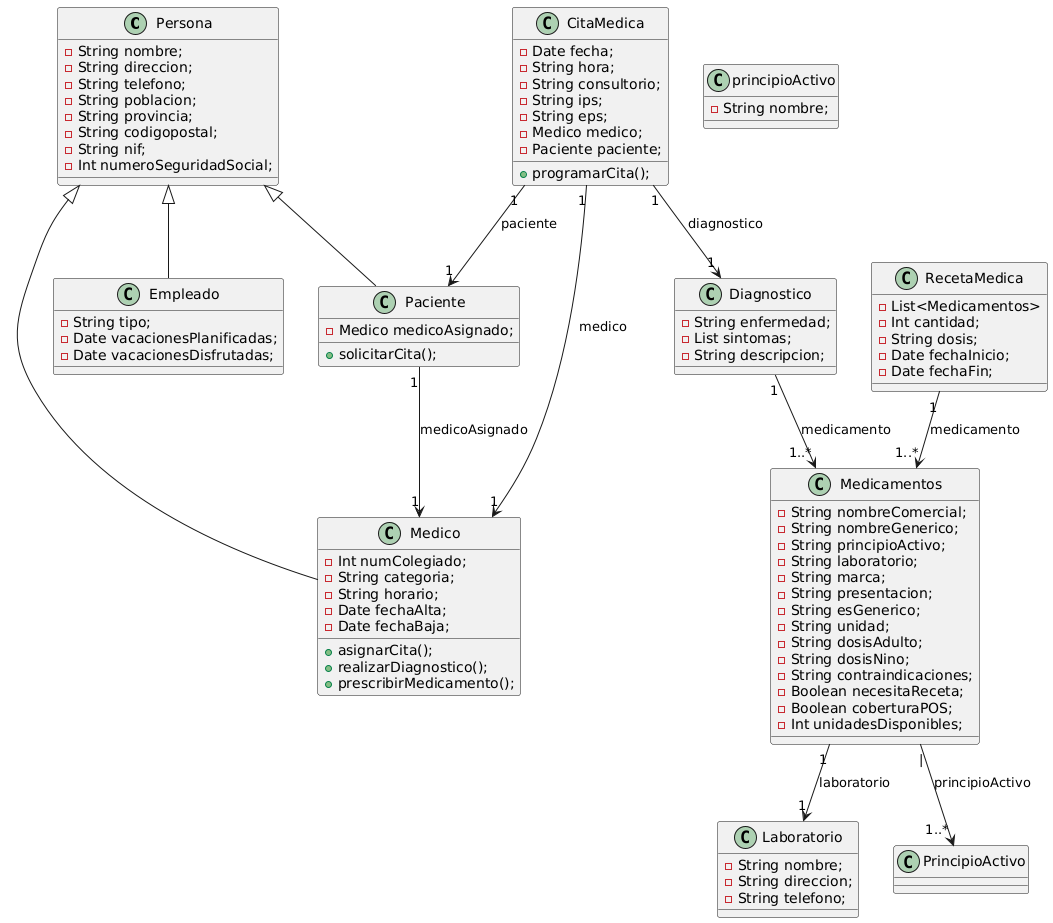 C Persona
String nombre;
String direccion;
String telefono;
String poblacion;
String provincia;
String codigopostal;
String nif;
Int numeroSeguridadSocial;
C CitaMedica
Date fecha;
String hora;
String consultorio;
String ips;
String eps;
Medico medico;
Paciente paciente;
programarCita();
C principioActivo
String nombre;
1
1
1
paciente
diagnostico
1
1
C Empleado
String tipo;
Date vacacionesPlanificadas;
Date vacacionesDisfrutadas;
C Paciente
Medico medicoAsignado;
solicitarCita();
medico
C Diagnostico
String enfermedad;
List sintomas;
String descripcion;
C RecetaMedica
List<Medicamentos>
Int cantidad;
String dosis;
Date fechaInicio;
Date fechaFin;
1
1
1
medicoAsignado
medicamento
medicamento
1
1
1..*
1..*
C Medico
Int numColegiado;
String categoria;
String horario;
Date fechaAlta;
Date fechaBaja;
asignarCita();
realizarDiagnostico();
prescribirMedicamento();
C Medicamentos
String nombreComercial;
String nombreGenerico;
String principioActivo;
String laboratorio;
String marca;
String presentacion;
String esGenerico;
String unidad;
String dosisAdulto;
String dosisNino;
String contraindicaciones;
Boolean necesitaReceta;
Boolean coberturaPOS;
Int unidadesDisponibles;
1
|
laboratorio
principioActivo
1
1..*
C Laboratorio
String nombre;
String direccion;
String telefono;
C PrincipioActivo